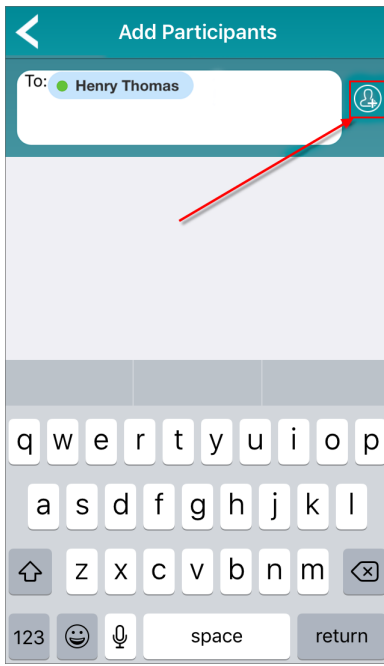 Add Participants
To: Henry Thomas
q w e r t y u i o p
a s d f g h j k l
z x c v b n m
123 space return